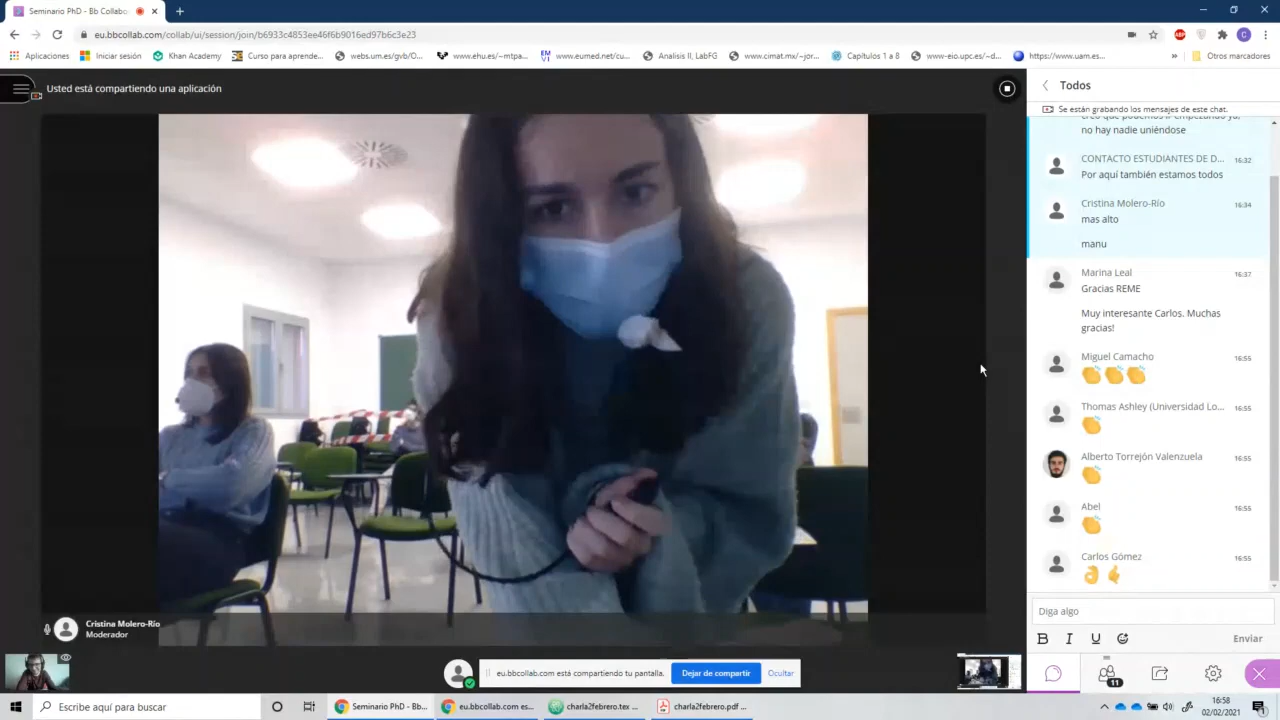 Seminario PhD - Bb Collabo
eu.bbcollab.com/collab/ui/session/join/b6933c4853ee46f6b9016ed97b6c3e23
Aplicaciones
Iniciar sesión
Khan Academy
Curso para aprende...
webs.um.es/gvb/O...
www.ehu.es/~mtpa...
www.eumed.net/cu...
Analisis II, LabFG
www.cimat.mx/~jor...
Capítulos 1 a 8
www-eio.upc.es/~d...
https://www.uam.es...
»
Otros marcadores
Usted está compartiendo una aplicación
Todos
Se están grabando los mensajes de este chat.
no hay nadie uniéndose
CONTACTO ESTUDIANTES DE D... 16:32
Por aquí también estamos todos
Cristina Molero-Río 16:34
mas alto
manu
Marina Leal 16:37
Gracias REME
Muy interesante Carlos. Muchas
gracias!
Miguel Camacho 16:55
Thomas Ashley (Universidad Lo... 16:55
Alberto Torrejón Valenzuela 16:55
Abel 16:55
Carlos Gómez 16:55
Diga algo
B I U Enviar
11
Cristina Molero-Río
Moderador
eu.bbcollab.com está compartiendo tu pantalla.
Dejar de compartir
Ocultar
Escribe aquí para buscar
Seminario PhD - Bb...
eu.bbcollab.com es...
charla2febrero.tex ...
charla2febrero.pdf ...
16:58
02/02/2021